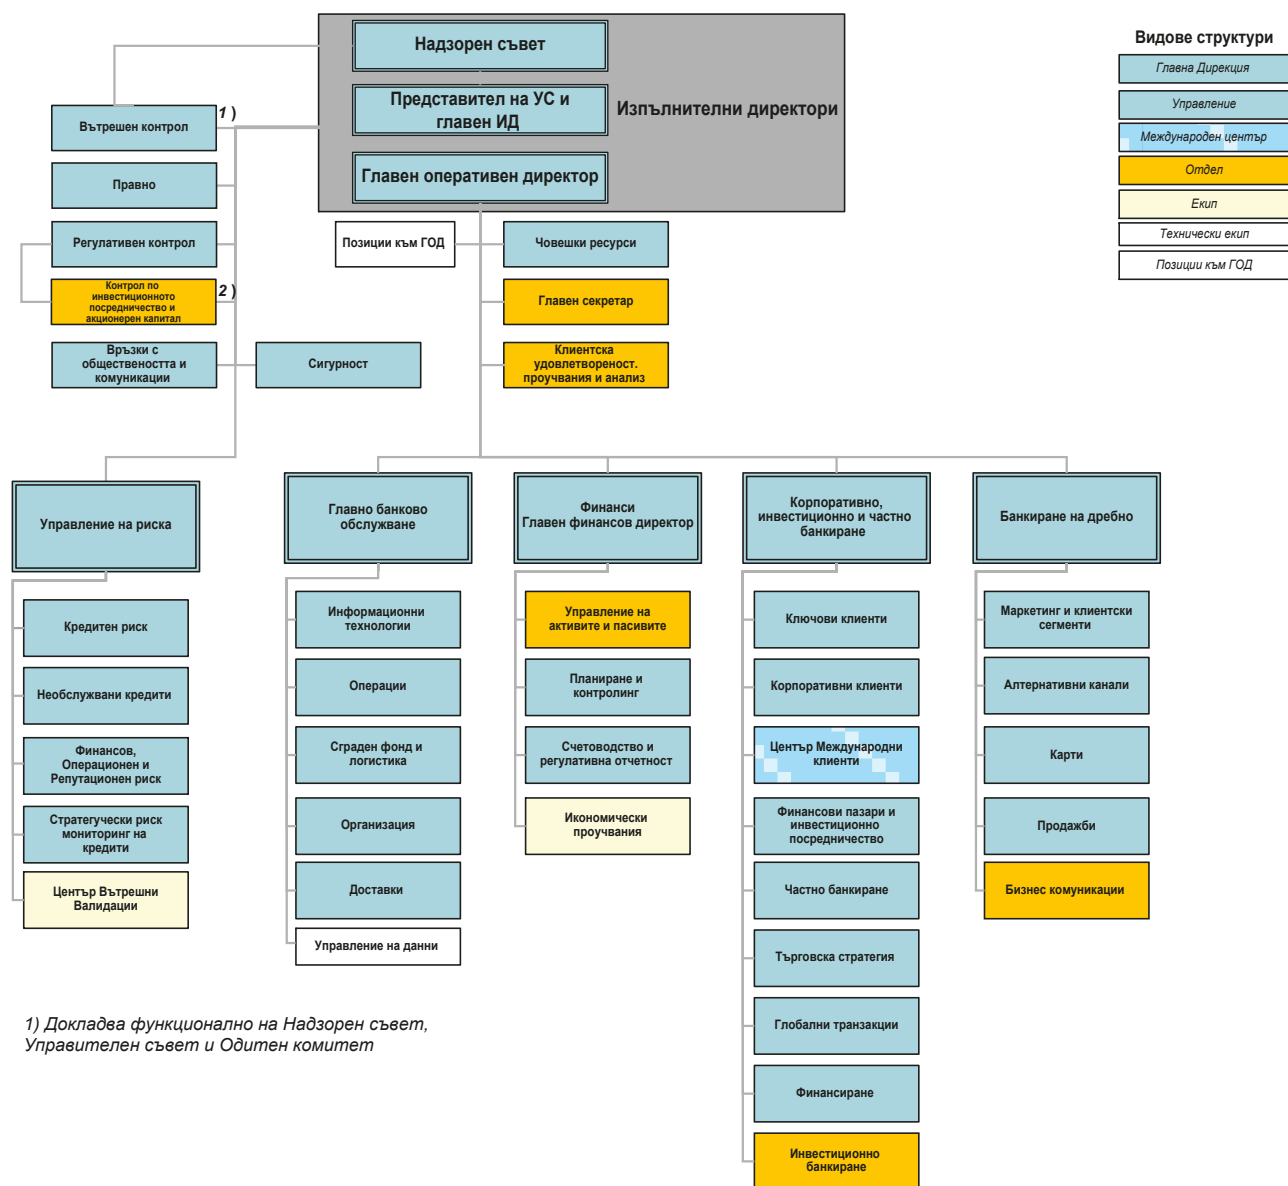 Надзорен съвет
Представител на УС и
главен ИД
Изпълнителни директори
Главен оперативен директор
Видове структури
Главна Дирекция
Управление
Международен център
Отдел
Екип
Технически екип
Позиции към ГОД
Вътрешен контрол
1 )
Правно
Регулативен контрол
Контрол по
инвестиционното
посредничество и
акционерен капитал
2 )
Връзки с
обществеността и
комуникации
Сигурност
Позиции към ГОД
Човешки ресурси
Главен секретар
Клиентска
удовлетвореност.
проучвания и анализ
Управление на риска
Главно банково
обслужване
Финанси
Главен финансов директор
Корпоративно,
инвестиционно и частно
банкиране
Банкиране на дребно
Кредитен риск
Необслужвани кредити
Финансов,
Операционен и
Репутационен риск
Стратегучески риск
мониторинг на
кредити
Център Вътрешни
Валидации
Информационни
технологии
Операции
Сграден фонд и
логистика
Организация
Доставки
Управление на данни
Управление на
активите и пасивите
Планиране и
контролинг
Счетоводство и
регулативна отчетност
Икономически
проучвания
Ключови клиенти
Корпоративни клиенти
Център Международни
клиенти
Финансови пазари и
инвестиционно
посредничество
Частно банкиране
Търговска стратегия
Глобални транзакции
Финансиране
Инвестиционно
банкиране
Маркетинг и клиентски
сегменти
Алтернативни канали
Карти
Продажби
Бизнес комуникации
1) Докладва функционално на Надзорен съвет,
Управителен съвет и Одитен комитет